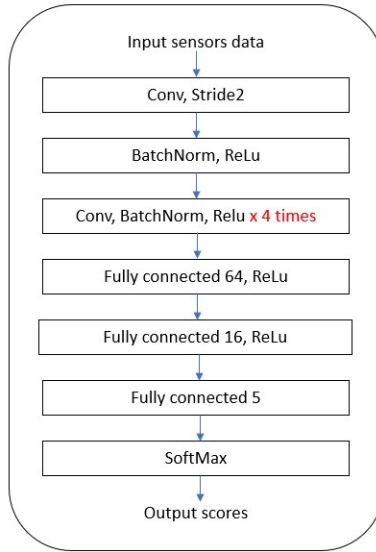 Input sensors data
Conv, Stride2
BatchNorm, ReLu
Conv, BatchNorm, Relu x 4 times
Fully connected 64, ReLu
Fully connected 16, ReLu
Fully connected 5
SoftMax
Output scores